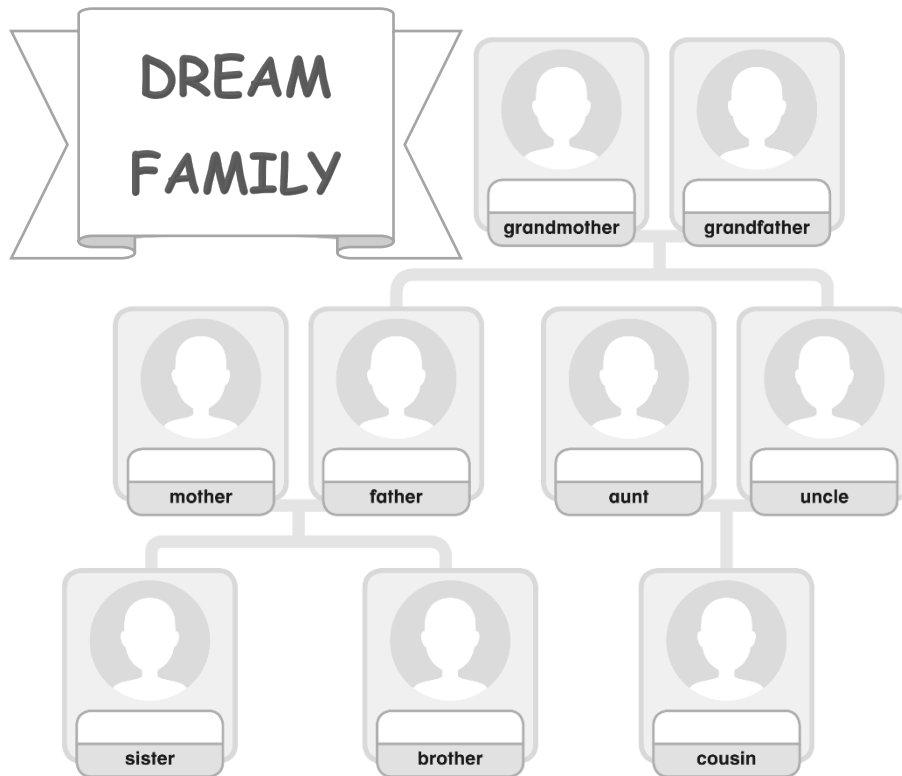 DREAM
FAMILY
grandmother
grandfather
mother
father
aunt
uncle
sister
brother
cousin